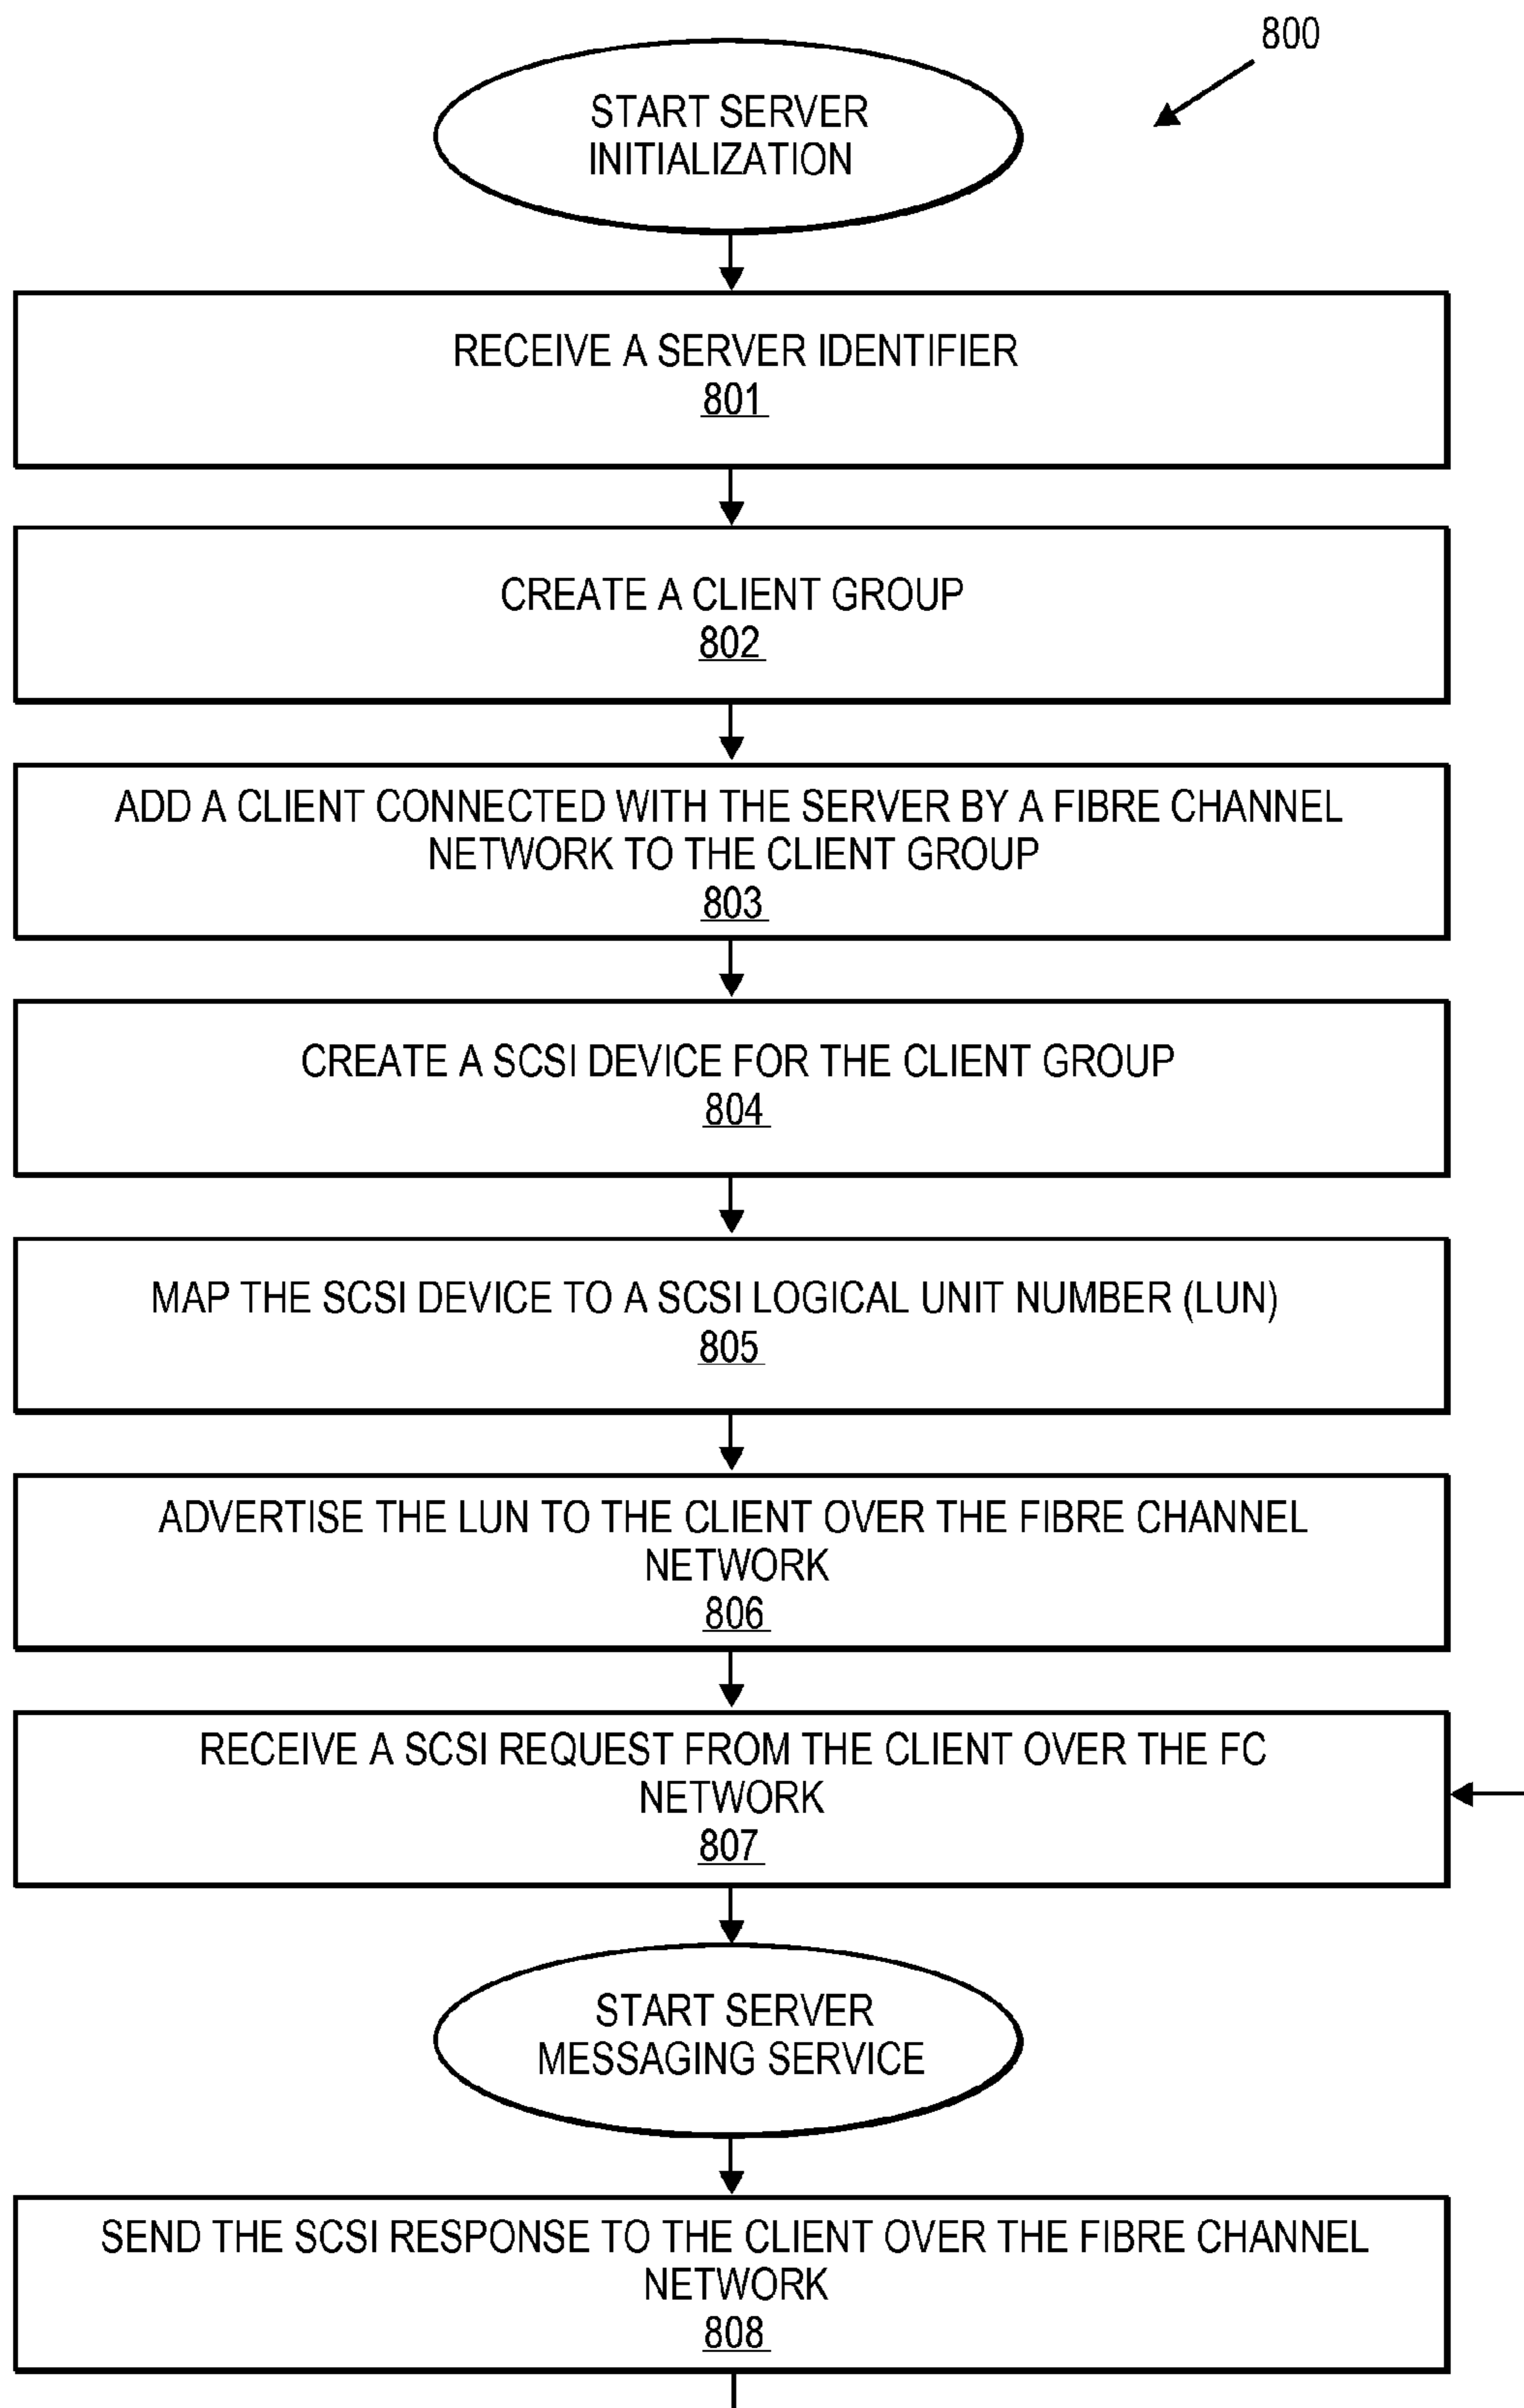 800
START SERVER
INITIALIZATION
RECEIVE A SERVER IDENTIFIER
801
CREATE A CLIENT GROUP
802
ADD A CLIENT CONNECTED WITH THE SERVER BY A FIBRE CHANNEL
NETWORK TO THE CLIENT GROUP
803
CREATE A SCSI DEVICE FOR THE CLIENT GROUP
804
MAP THE SCSI DEVICE TO A SCSI LOGICAL UNIT NUMBER (LUN)
805
ADVERTISE THE LUN TO THE CLIENT OVER THE FIBRE CHANNEL
NETWORK
806
RECEIVE A SCSI REQUEST FROM THE CLIENT OVER THE FC
NETWORK
807
START SERVER
MESSAGING SERVICE
SEND THE SCSI RESPONSE TO THE CLIENT OVER THE FIBRE CHANNEL
NETWORK
808